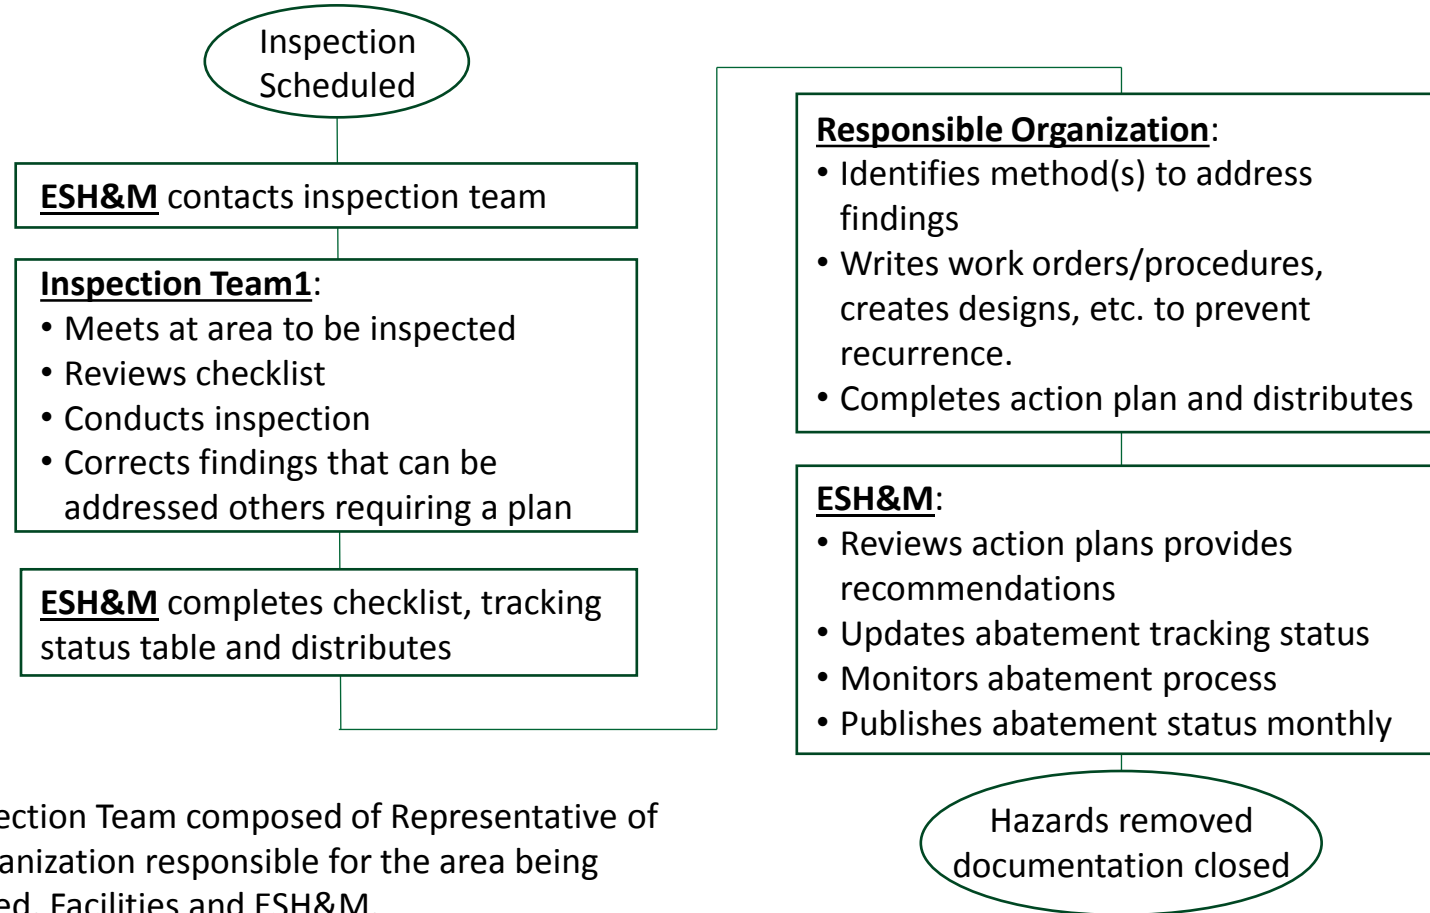 Inspection
Scheduled
ESH&M contacts inspection team
Inspection Team1:
• Meets at area to be inspected
• Reviews checklist
• Conducts inspection
• Corrects findings that can be
addressed others requiring a plan
ESH&M completes checklist, tracking
status table and distributes
ection Team composed of Representative of
anization responsible for the area being
ed, Facilities and ESH&M.
Responsible Organization:
• Identifies method(s) to address
findings
• Writes work orders/procedures,
creates designs, etc. to prevent
recurrence.
• Completes action plan and distributes
ESH&M:
• Reviews action plans provides
recommendations
• Updates abatement tracking status
• Monitors abatement process
• Publishes abatement status monthly
Hazards removed
documentation closed